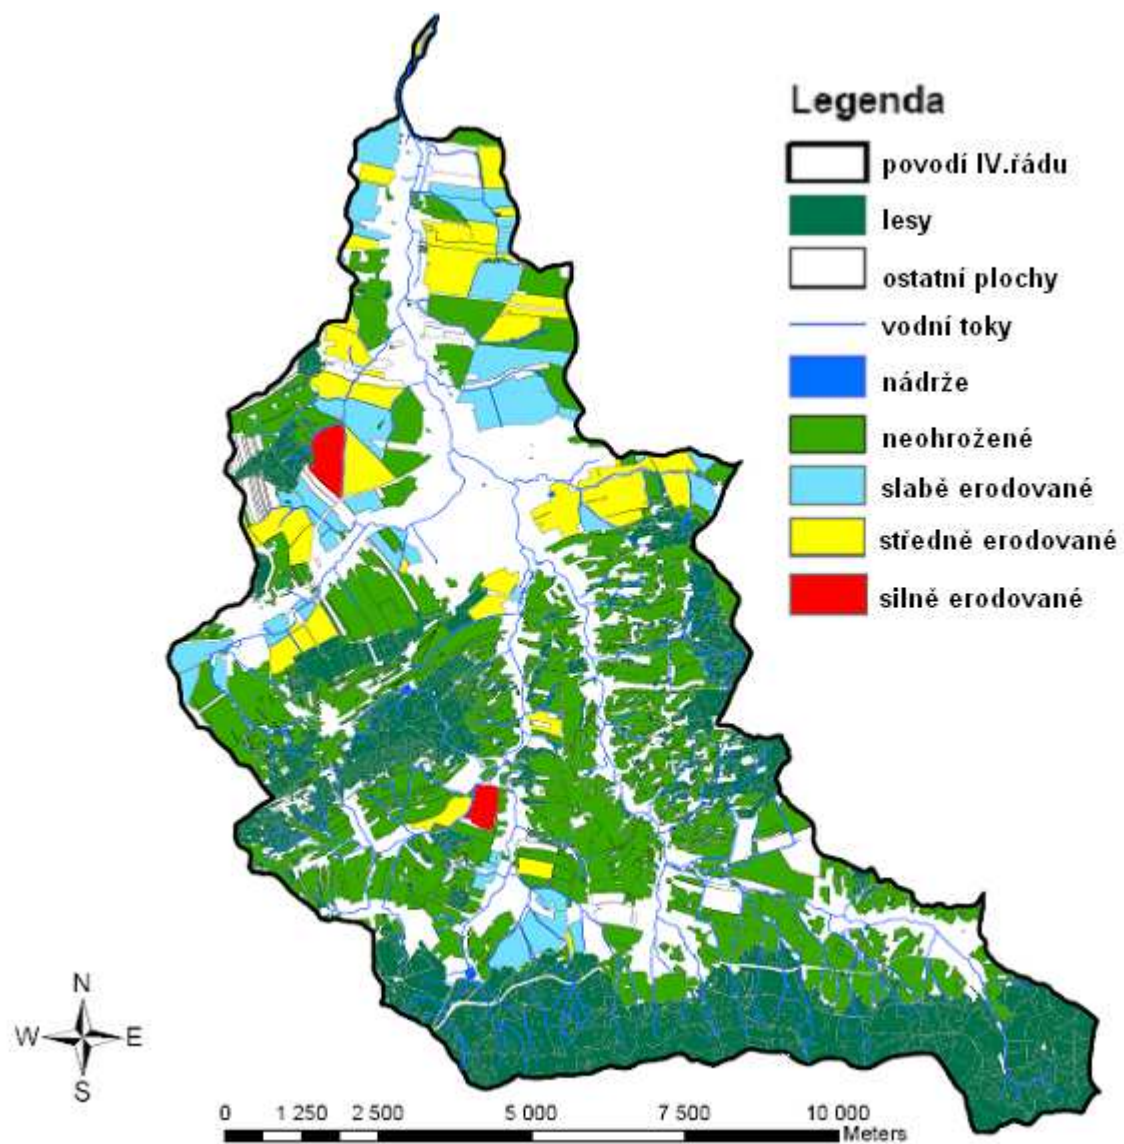 Legenda
povodí IV.řádu
lesy
ostatní plochy
vodní toky
nádrže
neohrožené
slabě erodované
středně erodované
silně erodované
N
W E
S
0 1 250 2 500 5 000 7 500 10 000
Meters